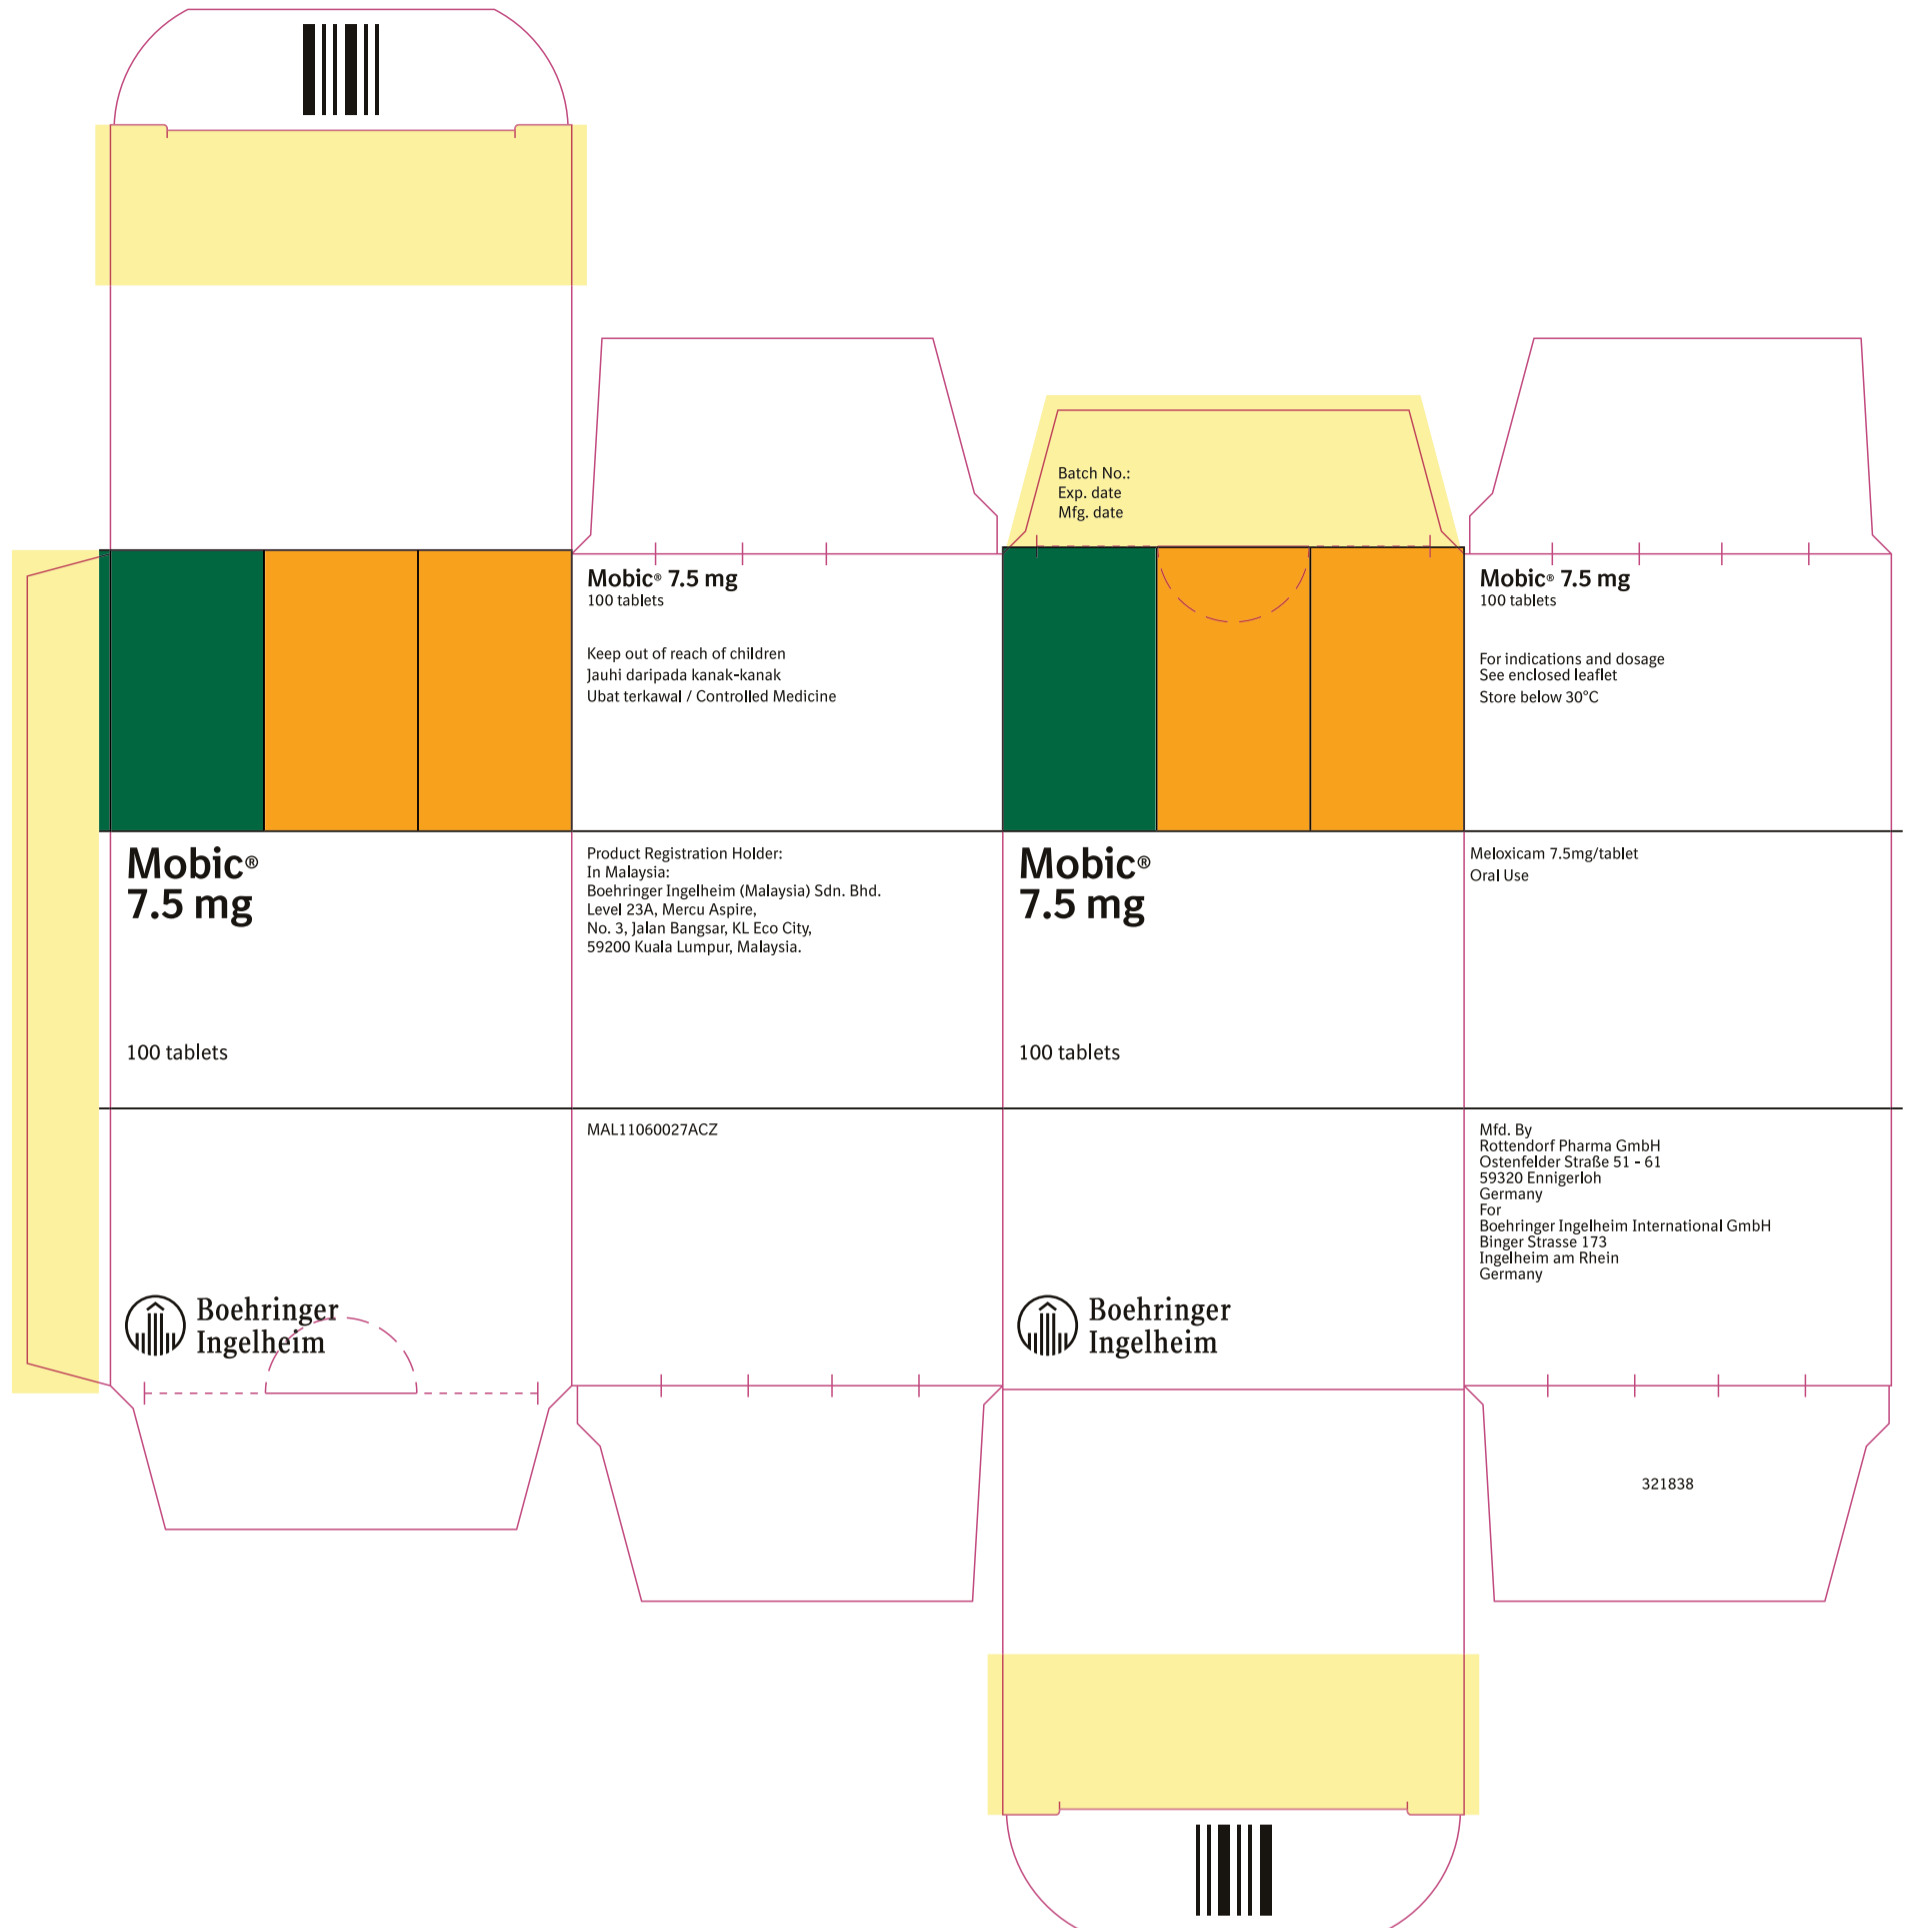 Batch No.:
Exp. date
Mfg. date
Mobic® 7.5 mg
100 tablets
Keep out of reach of children
Jauhi daripada kanak-kanak
Ubat terkawal / Controlled Medicine
Mobic® 7.5 mg
100 tablets
For indications and dosage
See enclosed leaflet
Store below 30°C
Mobic®
7.5 mg
100 tablets
Product Registration Holder:
In Malaysia:
Boehringer Ingelheim (Malaysia) Sdn. Bhd.
Level 23A, Mercu Aspire,
No. 3, Jalan Bangsar, KL Eco City,
59200 Kuala Lumpur, Malaysia.
Mobic®
7.5 mg
100 tablets
Meloxicam 7.5mg/tablet
Oral Use
Boehringer
Ingelheim
MAL11060027ACZ
Boehringer
Ingelheim
Mfd. By
Rottendorf Pharma GmbH
Ostenfelder Straße 51 - 61
59320 Ennigerloh
Germany
For
Boehringer Ingelheim International GmbH
Binger Strasse 173
Ingelheim am Rhein
Germany
321838